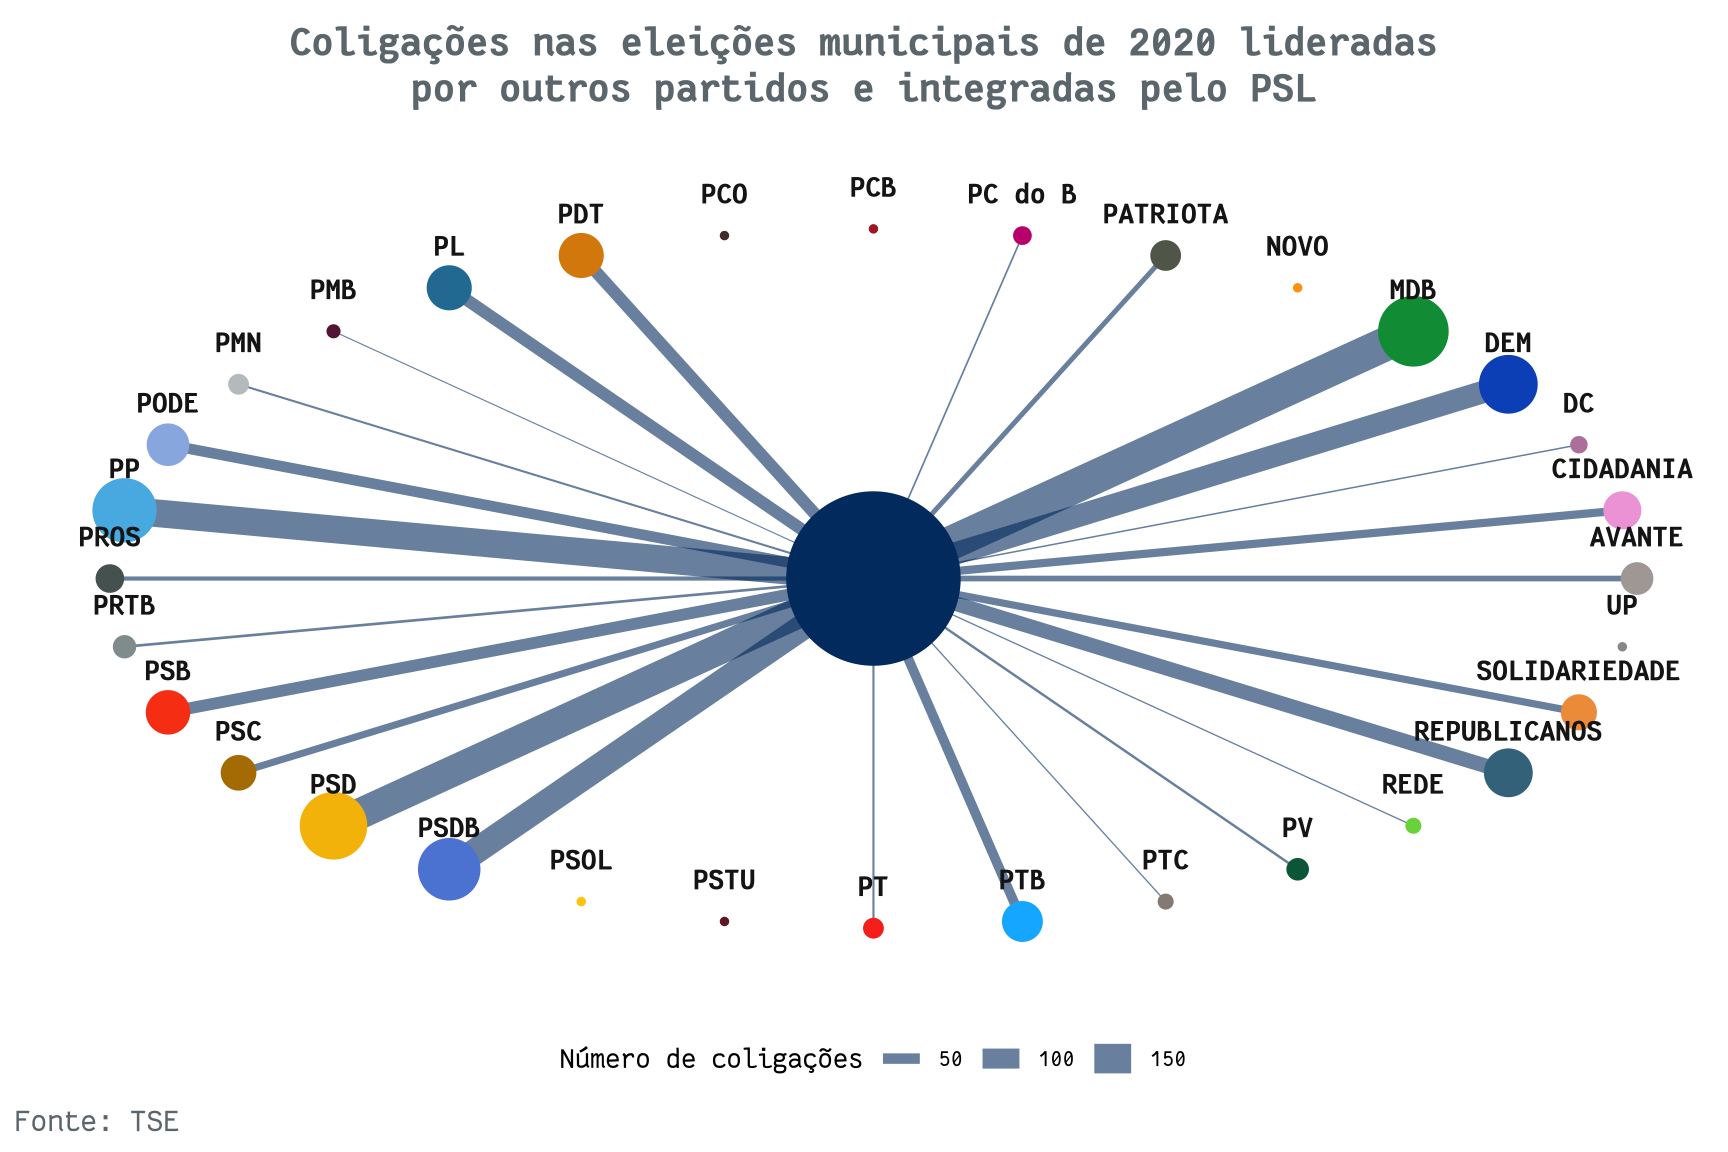 Coligações nas eleições municipais de 2020 lideradas
por outros partidos e integradas pelo PSL
PCB
PCO
PC do B
PDT
PATRIOTA
PL
NOVO
PMB
MDB
PMN
DEM
PODE
DC
PP
CIDADANIA
PROS
AVANTE
PRTB
UP
PSB
SOLIDARIEDADE
PSC
REPUBLICANOS
PSD
REDE
PSDB
PV
PSOL
PTC
PSTU
PTB
PT
Número de coligações 50 100 150
Fonte: TSE